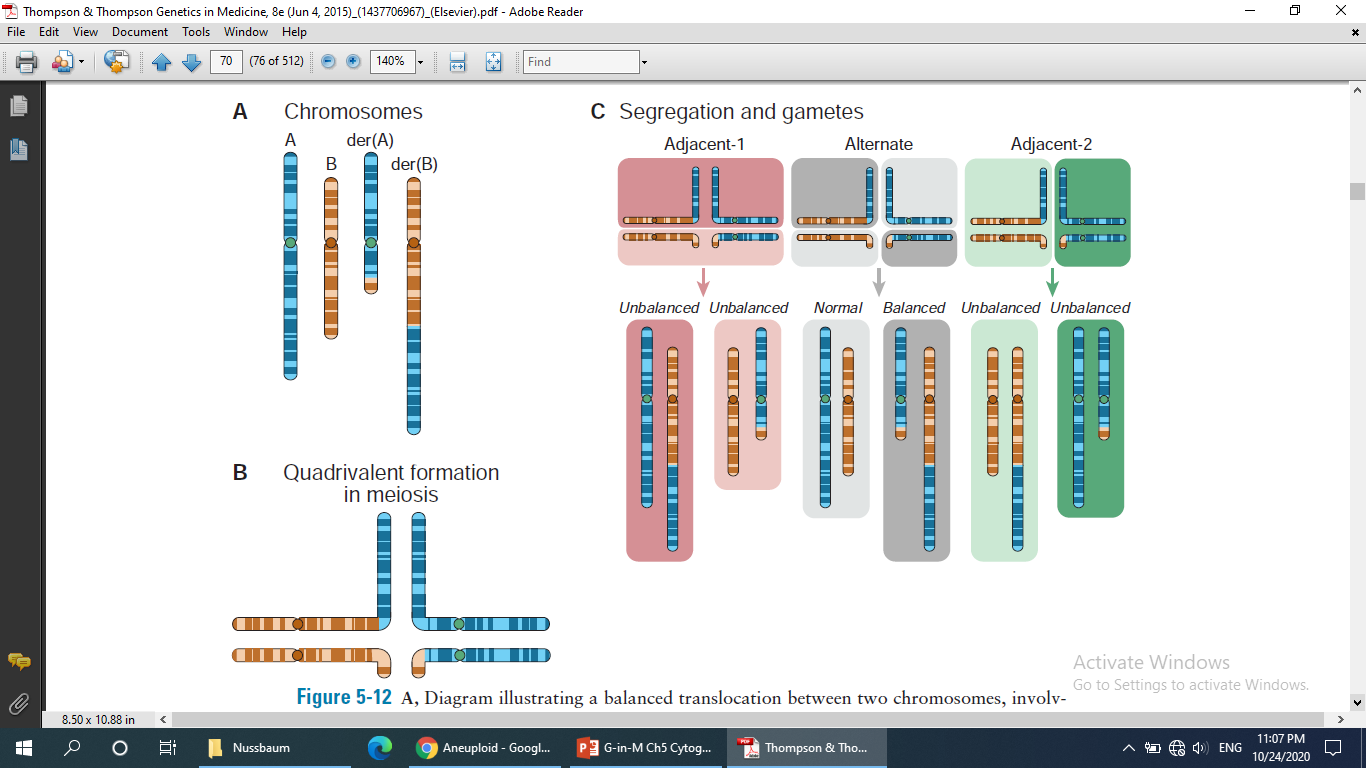 Thompson & Thompson Genetics in Medicine, 8e (Jun 4, 2015)_(1437706967)_(Elsevier).pdf - Adobe Reader
File Edit View Document Tools Window Help
70 (76 of 512) 140% Find
A Chromosomes
A
B
der(A)
der(B)
B Quadrivalent formation
in meiosis
C Segregation and gametes
Adjacent-1 Alternate Adjacent-2
Unbalanced Unbalanced Normal Balanced Unbalanced Unbalanced
Figure 5-12 A, Diagram illustrating a balanced translocation between two chromosomes, involv-
Activate Windows
Go to Settings to activate Windows.
8.50 x 10.88 in
Nussbaum
Aneuploid - Googl...
G-in-M Ch5 Cytog...
Thompson & Tho...
ENG
11:07 PM
10/24/2020